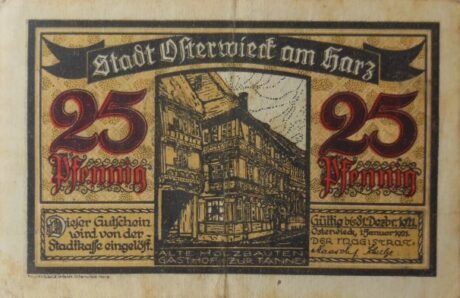 Stadt Osterwieck am Harz
25
Pfennig
25
Pfennig
Dieser Gutschein
wird von der
Stadtkasse eingelöst.
ALTE HOLZBAUTEN
GASTHOF ZUR TANNE
Gültig bis 31. Dezbr. 1921.
Osterwieck, 1. Januar 1921.
DER MAGISTRAT: